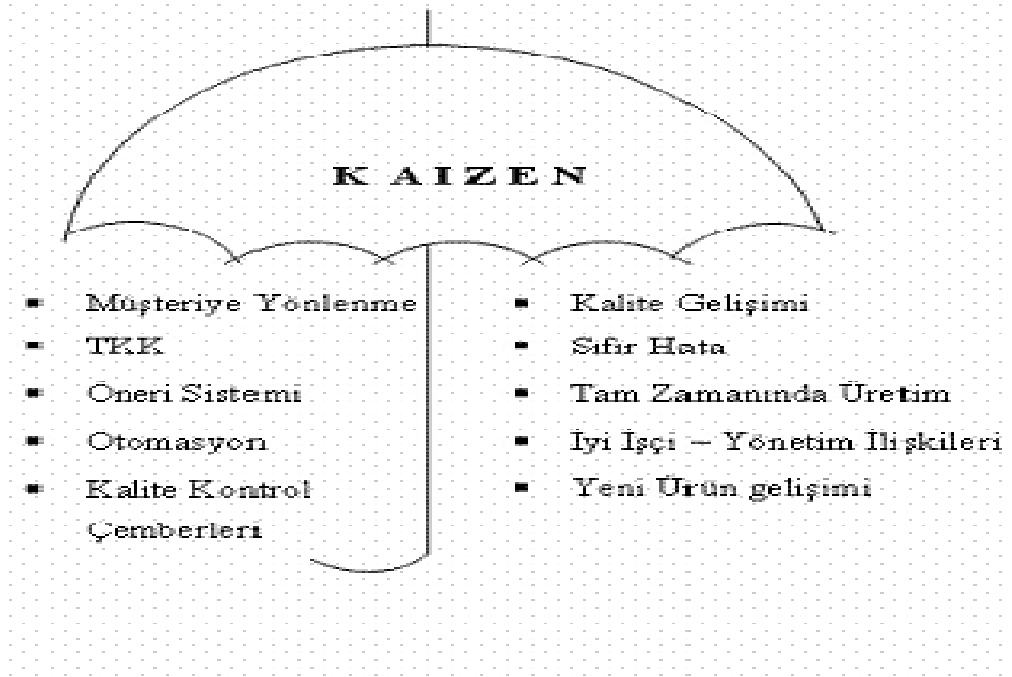 K AIZEN
▪ Müşteriye Yönlenme
▪ TKK
▪ Öneri Sistemi
▪ Otomasyon
▪ Kalite Kontrol
Çemberleri
▪ Kalite Gelişimi
▪ Sıfır Hata
▪ Tam Zamanında Üretim
▪ İyi İşçi – Yönetim İlişkileri
▪ Yeni Ürün gelişimi